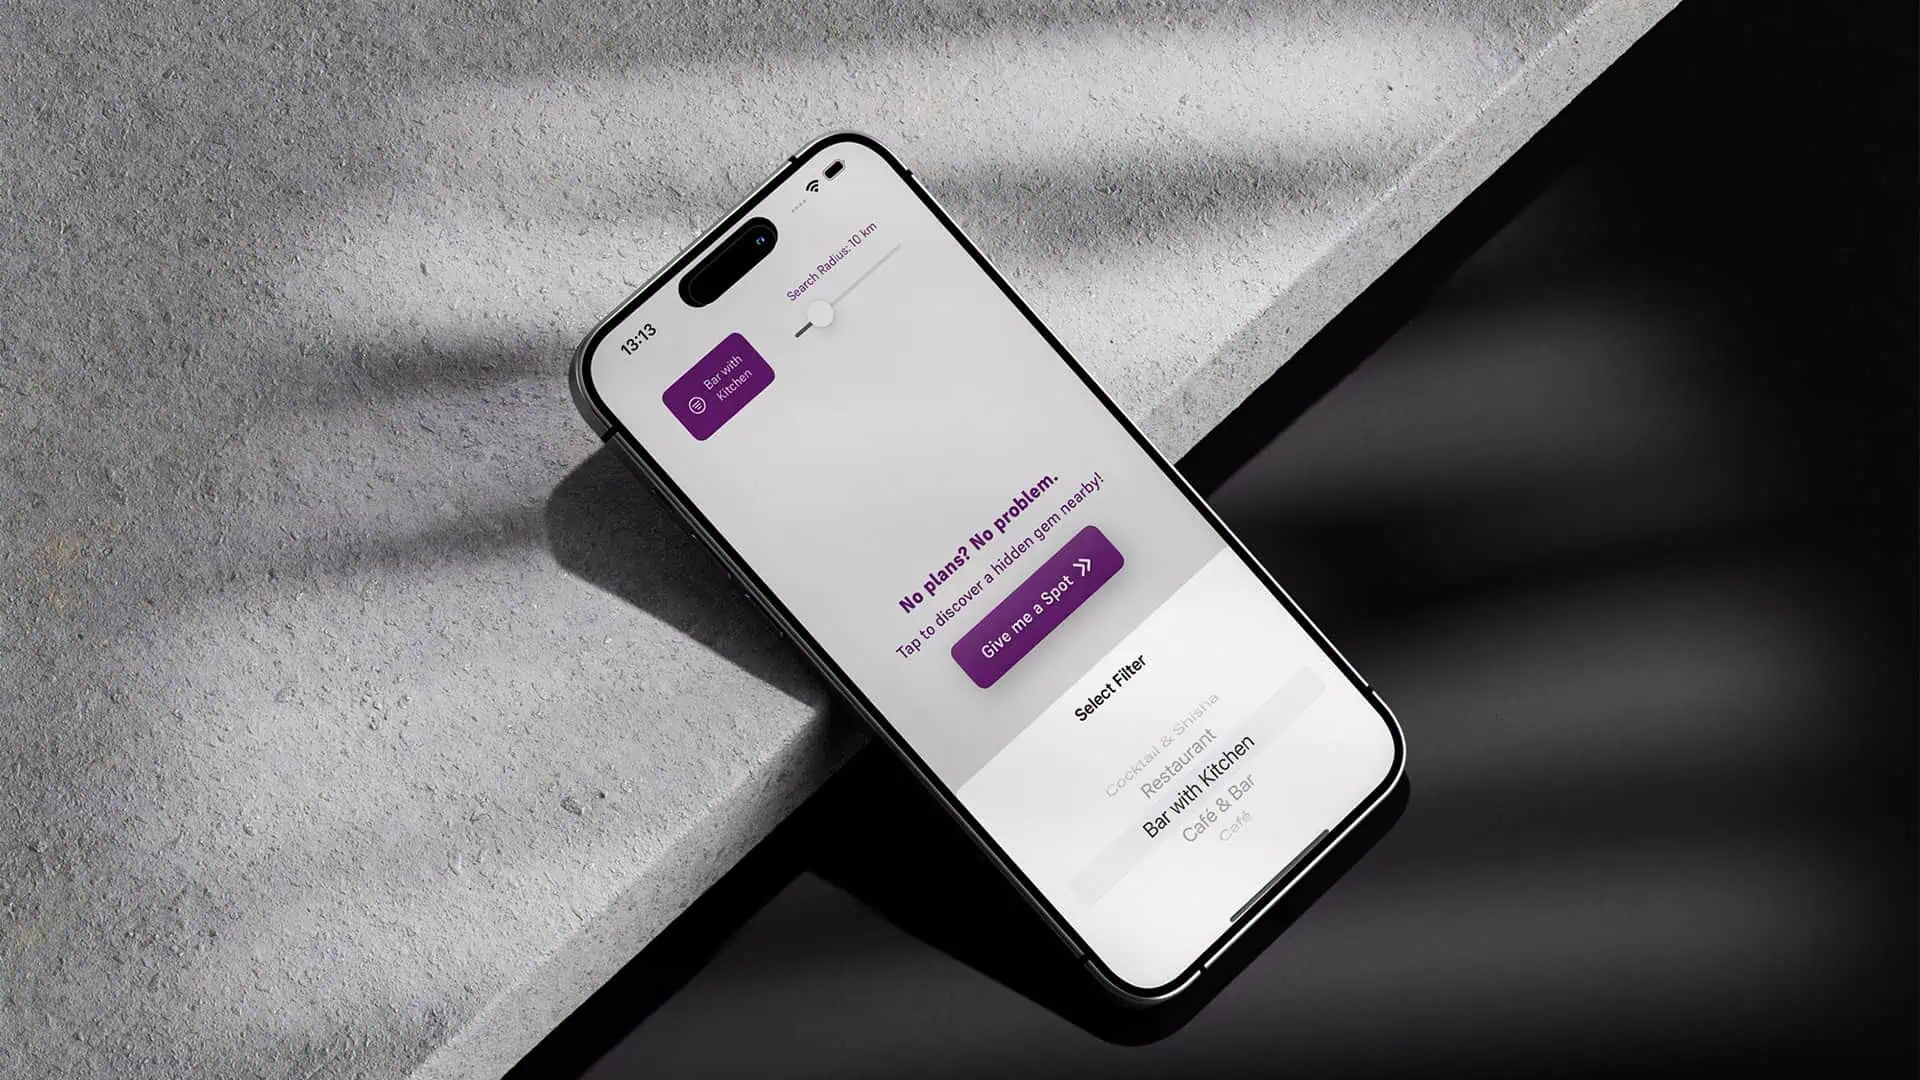 13:13
Bar with
Kitchen
Search Radius: 10 km
No plans? No problem.
Tap to discover a hidden gem nearby!
Give me a Spot
Select Filter
Cocktail & Shisha
Restaurant
Bar with Kitchen
Café & Bar
Café